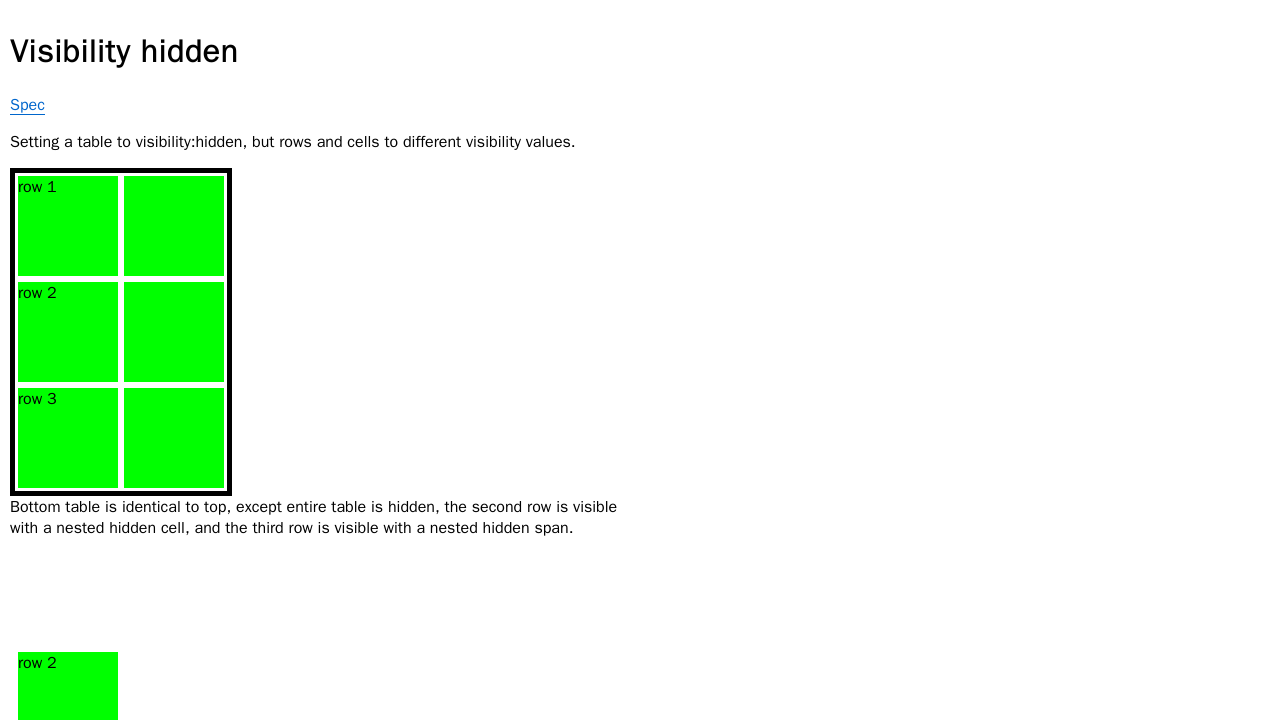 Visibility hidden
Spec
Setting a table to visibility:hidden, but rows and cells to different visibility values.
row 1
row 2
row 3
Bottom table is identical to top, except entire table is hidden, the second row is visible
with a nested hidden cell, and the third row is visible with a nested hidden span.
row 2